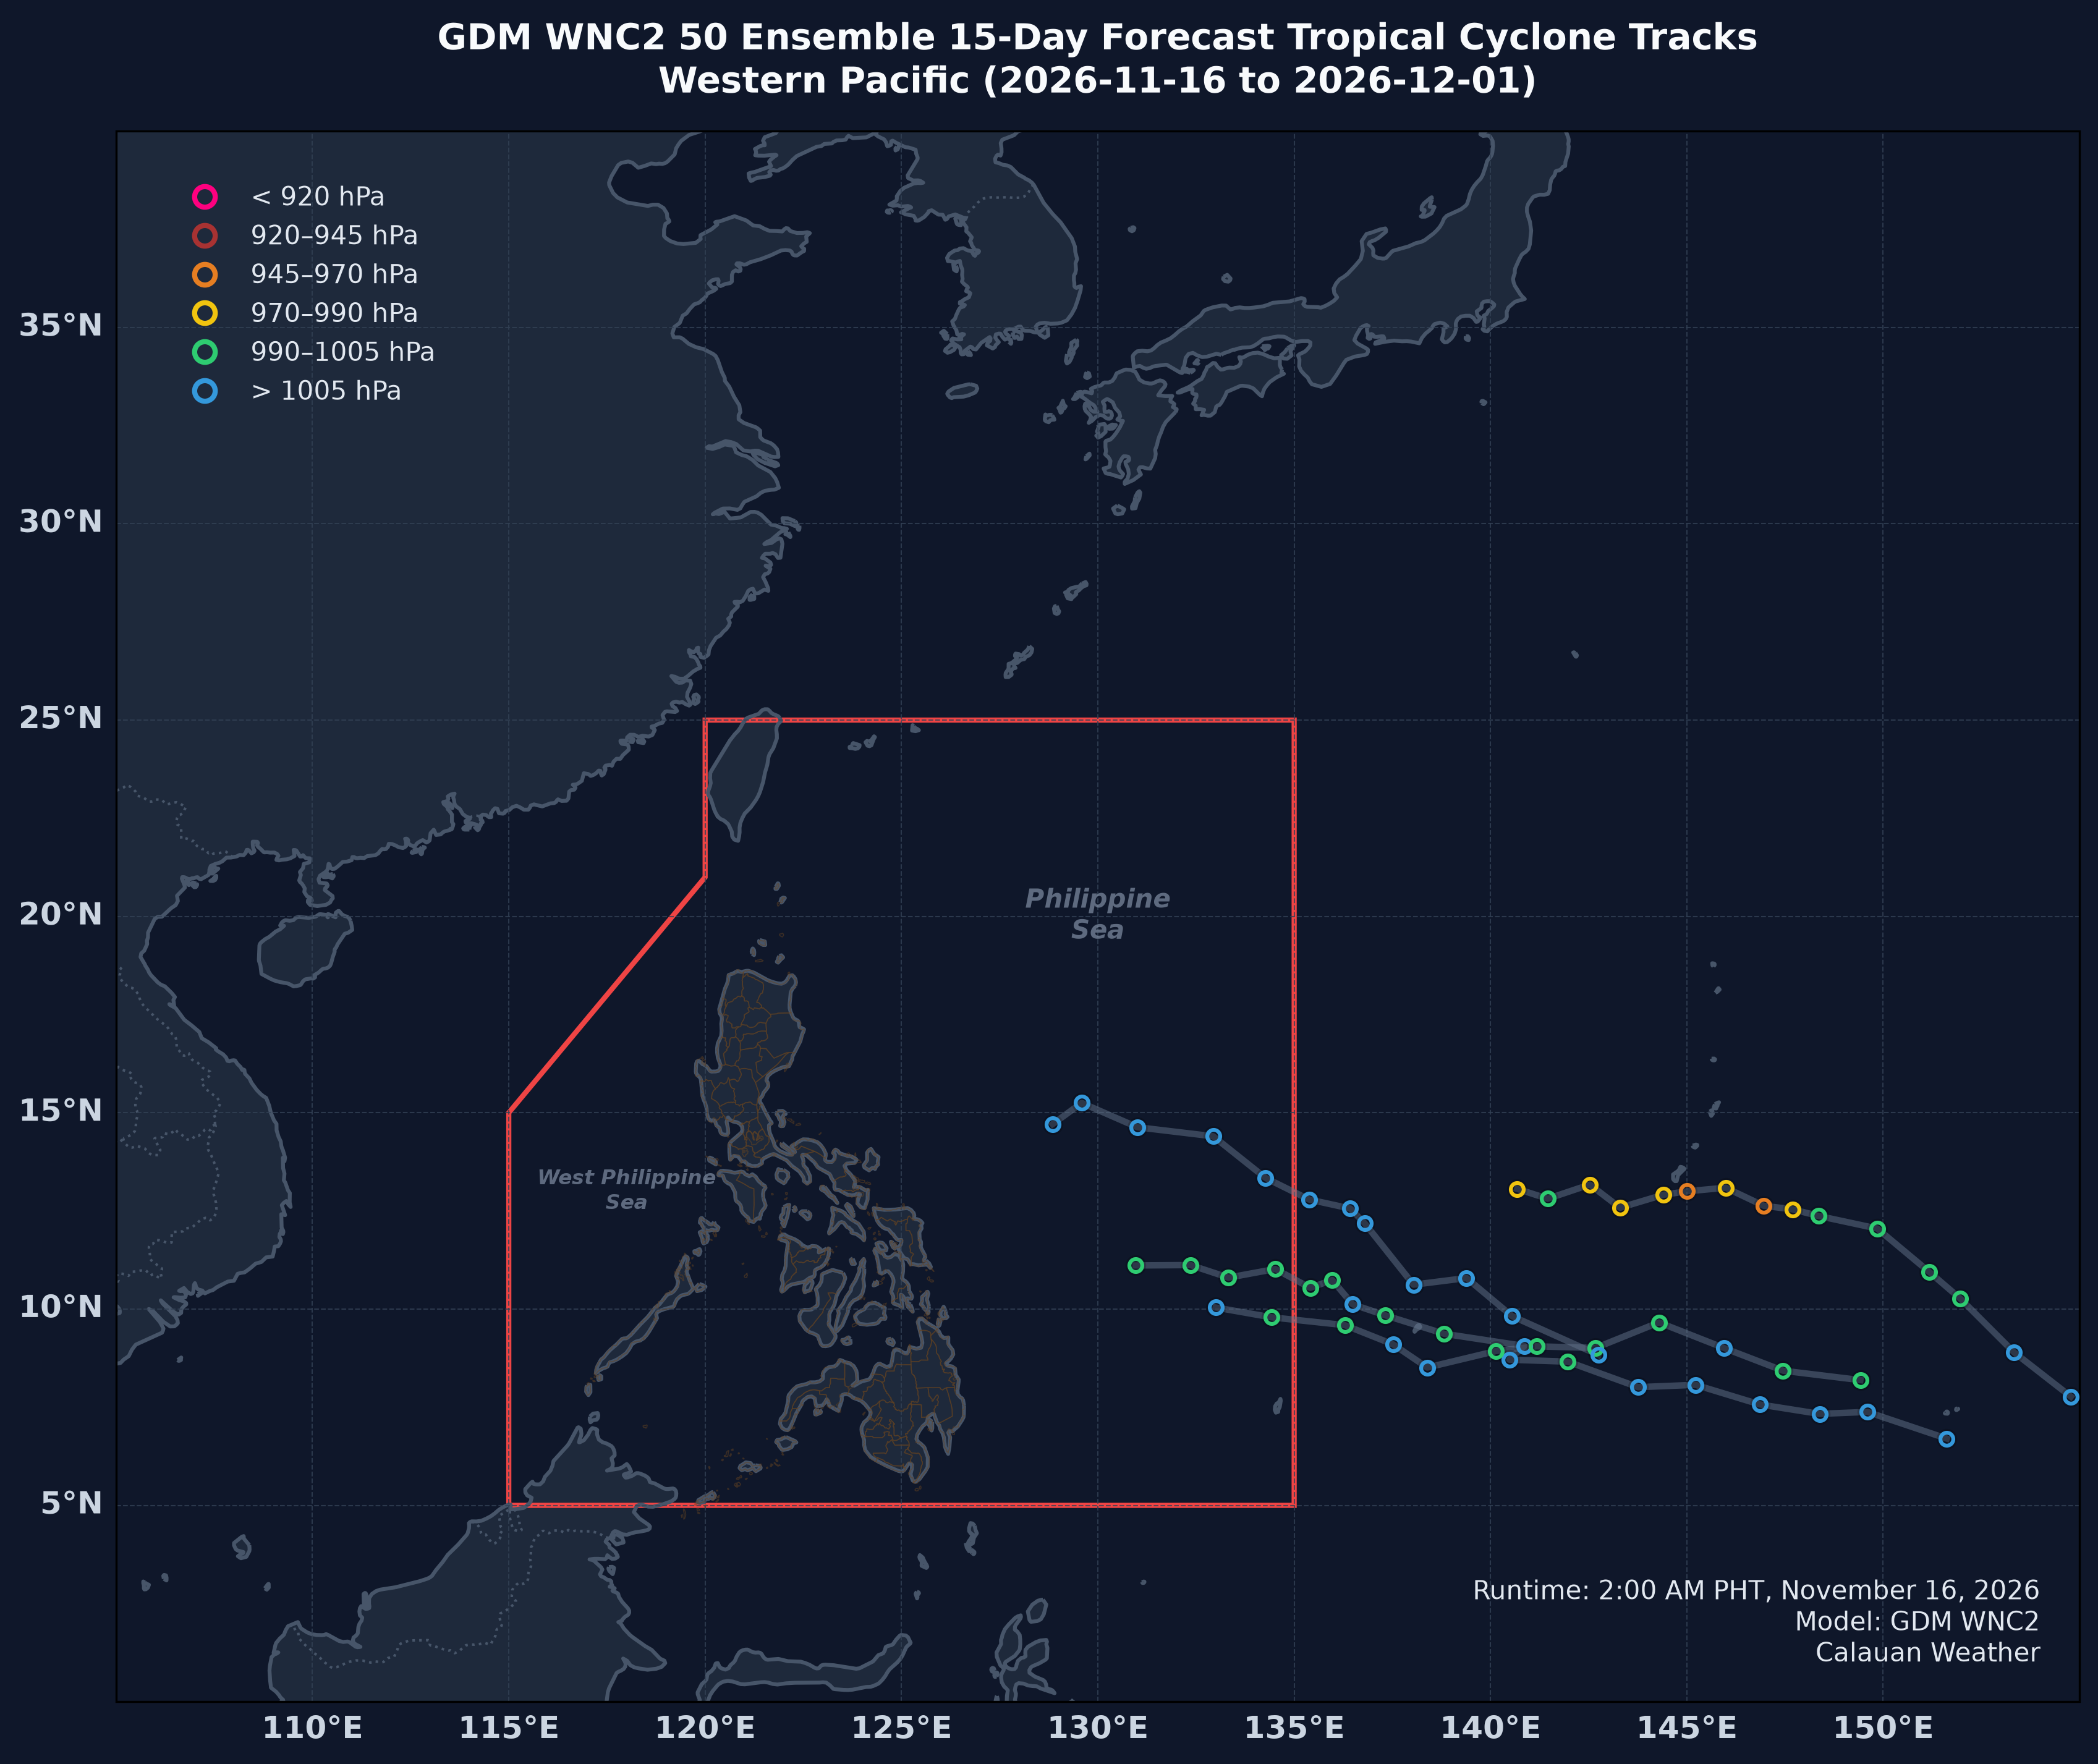 GDM WNC2 50 Ensemble 15-Day Forecast Tropical Cyclone Tracks
Western Pacific (2026-11-16 to 2026-12-01)
< 920 hPa
920–945 hPa
945–970 hPa
970–990 hPa
990–1005 hPa
> 1005 hPa
35°N
30°N
25°N
20°N
15°N
10°N
5°N
Philippine
Sea
West Philippine
Sea
Runtime: 2:00 AM PHT, November 16, 2026
Model: GDM WNC2
Calauan Weather
110°E
115°E
120°E
125°E
130°E
135°E
140°E
145°E
150°E